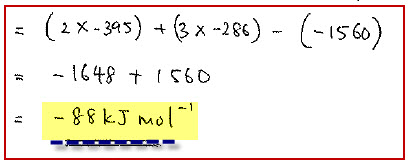 = (2 x -395) + (3 x -286) - (-1560)
= -1648 + 1560
= -88 kJ mol⁻¹